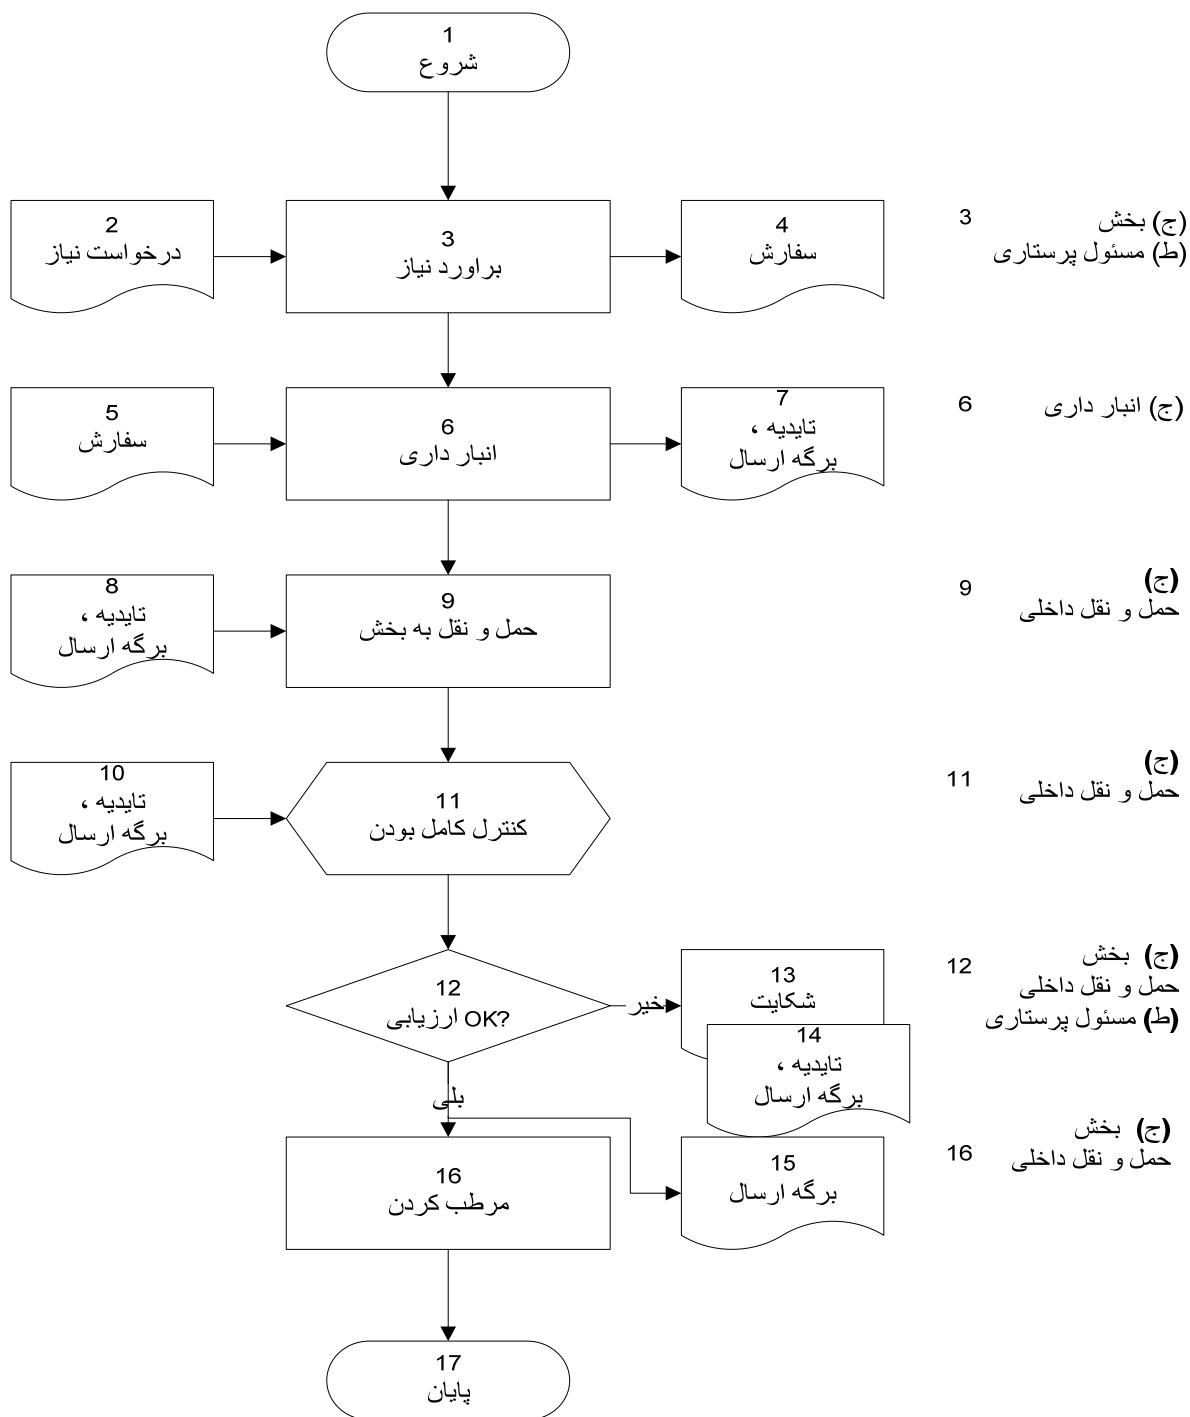 1
شروع
2
درخواست نیاز
3
براورد نیاز
4
سفارش
3
(ج) بخش
(ط) مسئول پرستاری
5
سفارش
6
انبار داری
7
تایدیه ،
برگه ارسال
6
(ج) انبار داری
8
تایدیه ،
برگه ارسال
9
حمل و نقل به بخش
9
(ج)
حمل و نقل داخلی
10
تایدیه ،
برگه ارسال
11
کنترل کامل بودن
11
(ج)
حمل و نقل داخلی
12
ارزیابی OK?
خیر
13
شکایت
14
تایدیه ،
برگه ارسال
12
(ج) بخش
حمل و نقل داخلی
(ط) مسئول پرستاری
بلی
16
مرطب کردن
15
برگه ارسال
16
(ج) بخش
حمل و نقل داخلی
17
پایان